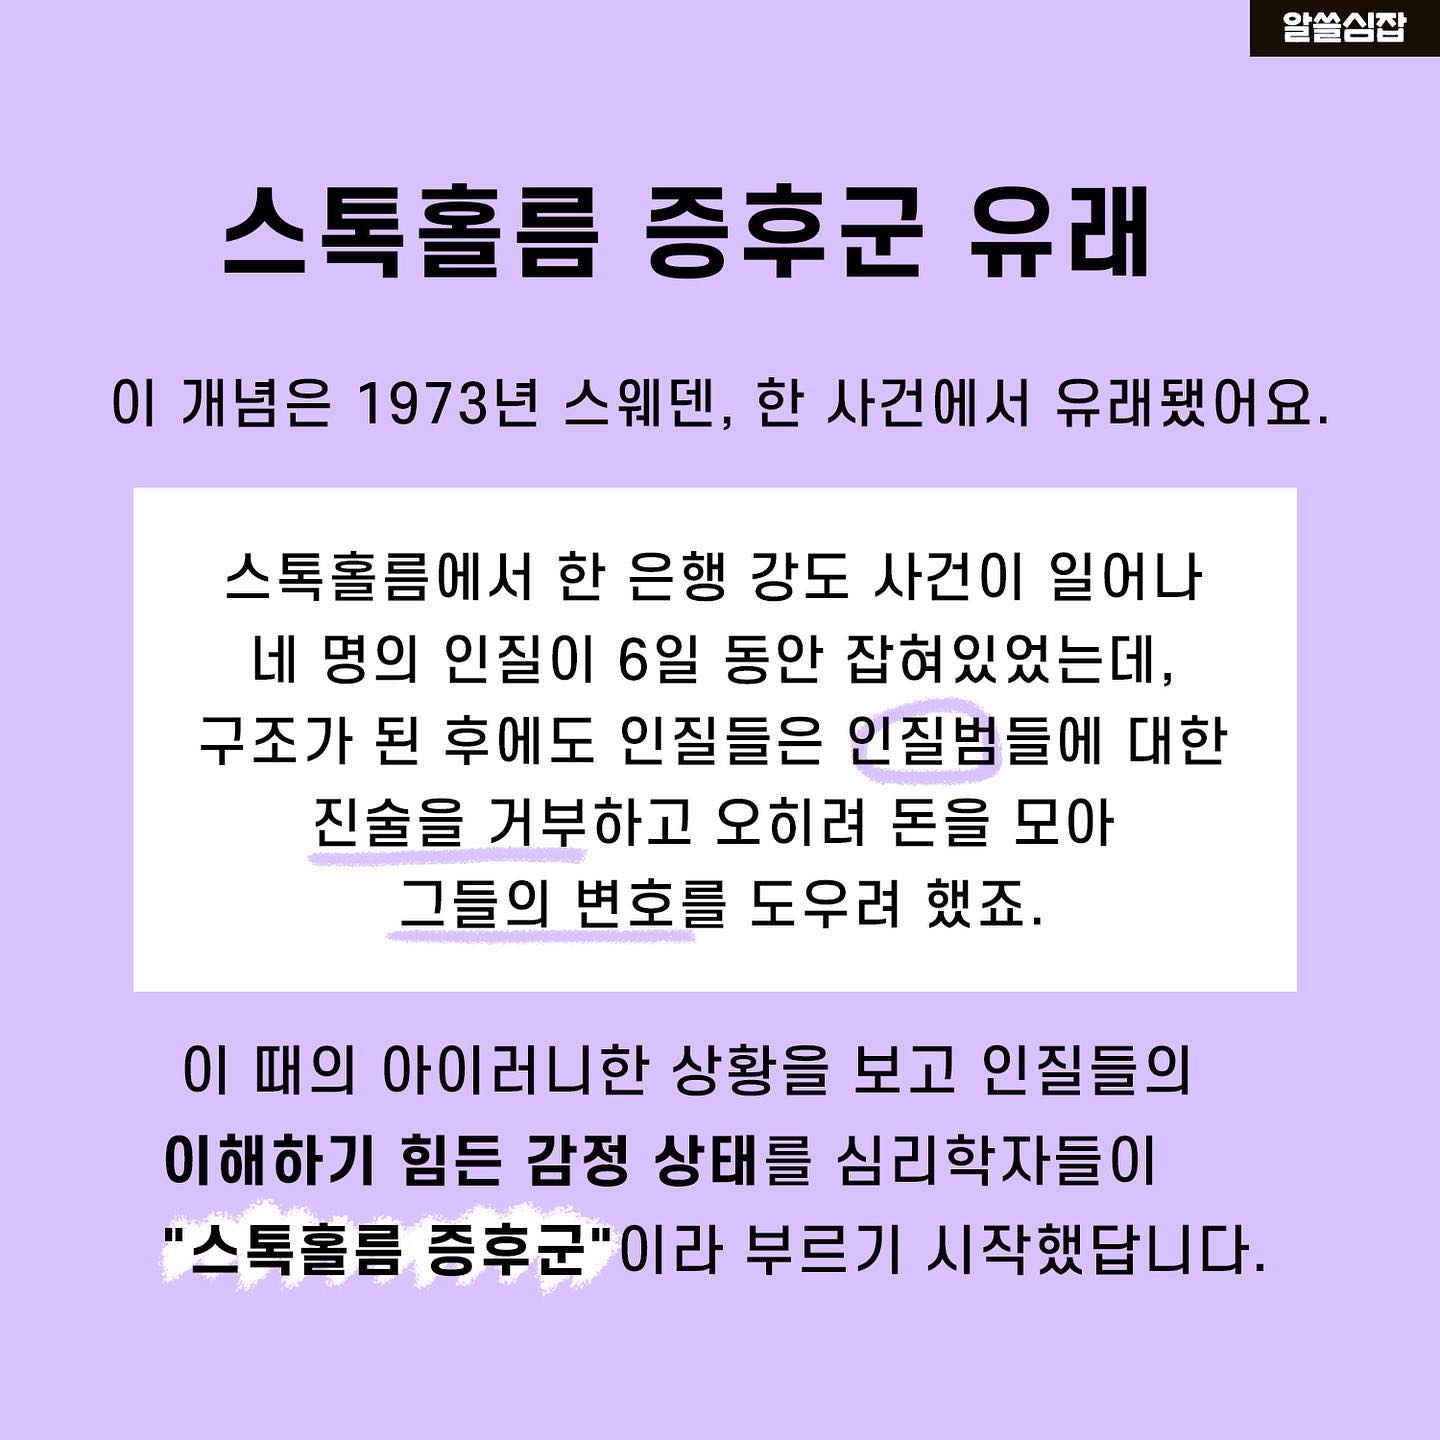 알쓸심잡
스톡홀름 증후군 유래
이 개념은 1973년 스웨덴, 한 사건에서 유래됐어요.
스톡홀름에서 한 은행 강도 사건이 일어나
네 명의 인질이 6일 동안 잡혀있었는데,
구조가 된 후에도 인질들은 인질범들에 대한
진술을 거부하고 오히려 돈을 모아
그들의 변호를 도우려 했죠.
이 때의 아이러니한 상황을 보고 인질들의
이해하기 힘든 감정 상태를 심리학자들이
"스톡홀름 증후군"이라 부르기 시작했답니다.